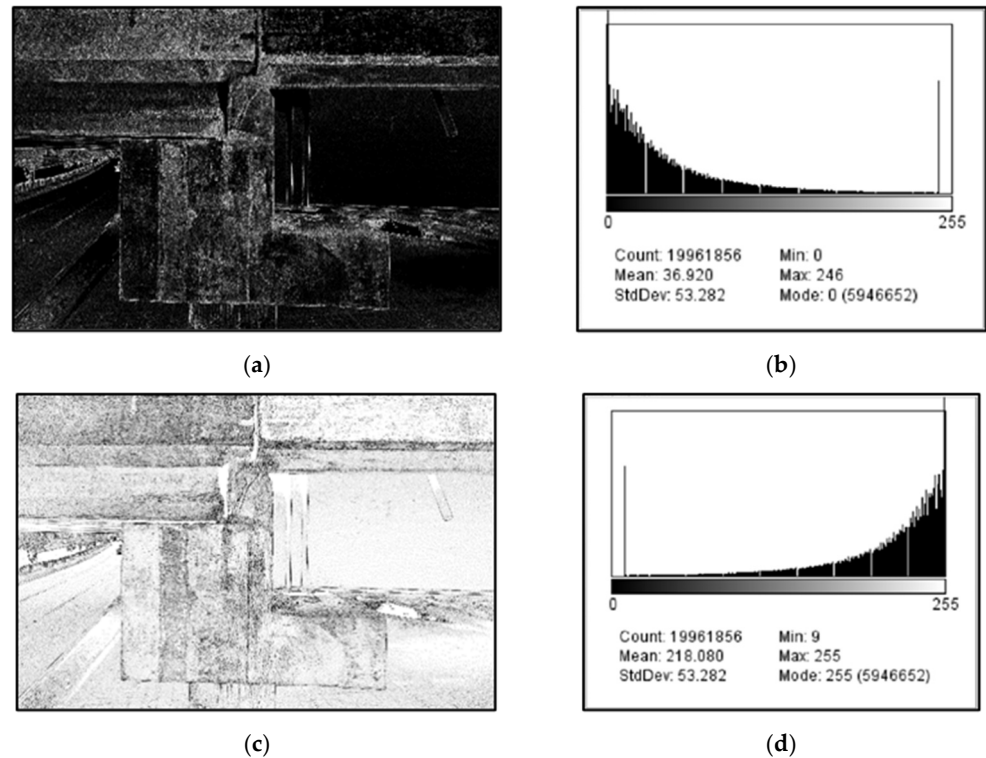 0 255
Count: 19961856 Min: 0
Mean: 36.920 Max: 246
StdDev: 53.282 Mode: 0 (5946652)
(a) (b)
0 255
Count: 19961856 Min: 9
Mean: 218.080 Max: 255
StdDev: 53.282 Mode: 255 (5946652)
(c) (d)